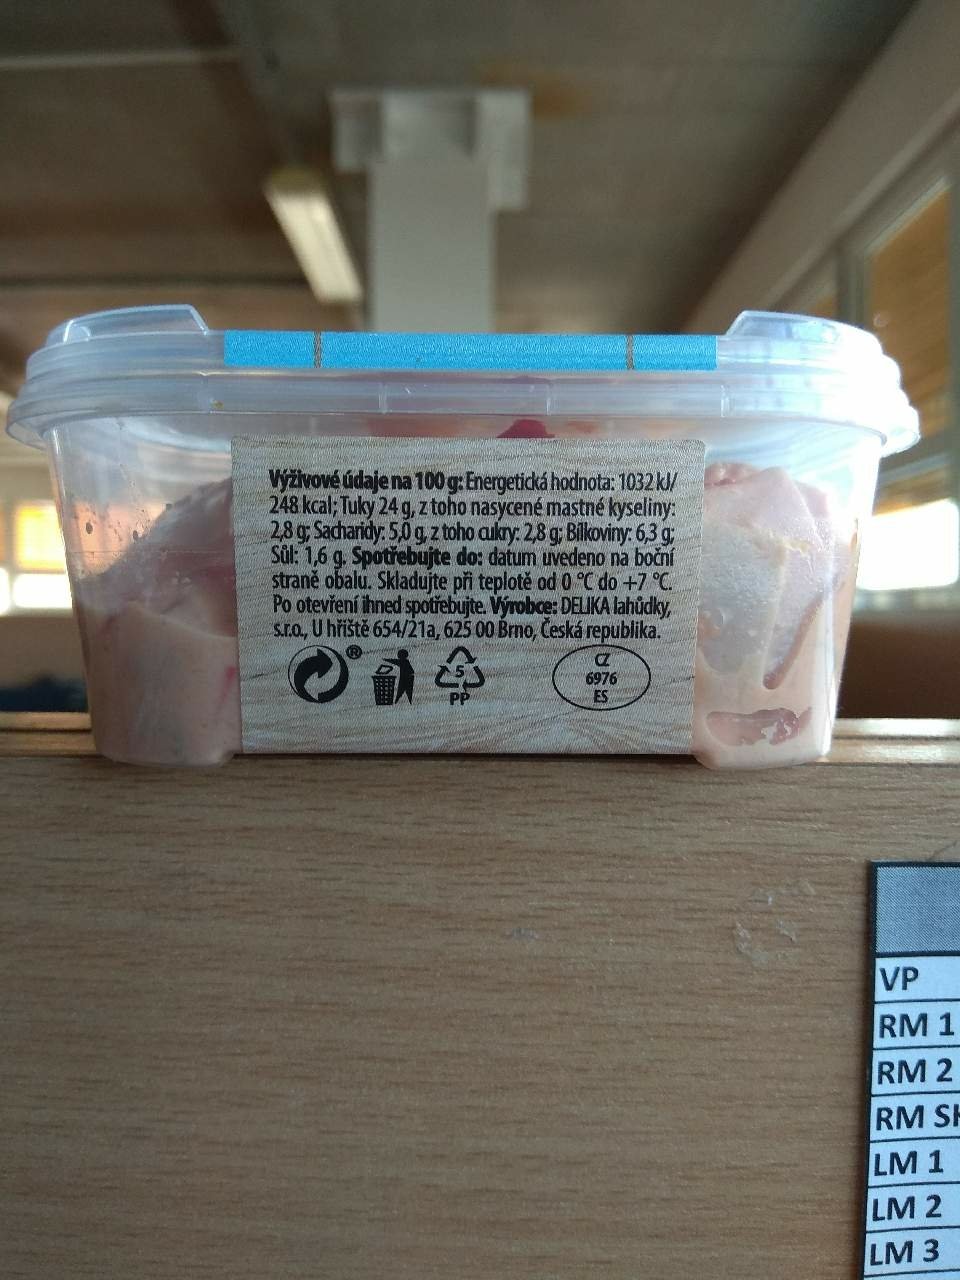 Výživové údaje na 100 g: Energetická hodnota: 1032 kJ/
248 kcal; Tuky 24 g, z toho nasycené mastné kyseliny:
2,8 g; Sacharidy: 5,0 g, z toho cukry: 2,8 g; Bílkoviny: 6,3 g;
Sůl: 1,6 g. Spotřebujte do: datum uvedeno na boční
straně obalu. Skladujte při teplotě od 0 °C do +7 °C.
Po otevření ihned spotřebujte. Výrobce: DELIKA lahůdky,
s.r.o., U hřiště 654/21a, 625 00 Brno, Česká republika.
®
5
PP
CZ
6976
ES
VP
RM 1
RM 2
RM
LM 1
LM 2
LM 3